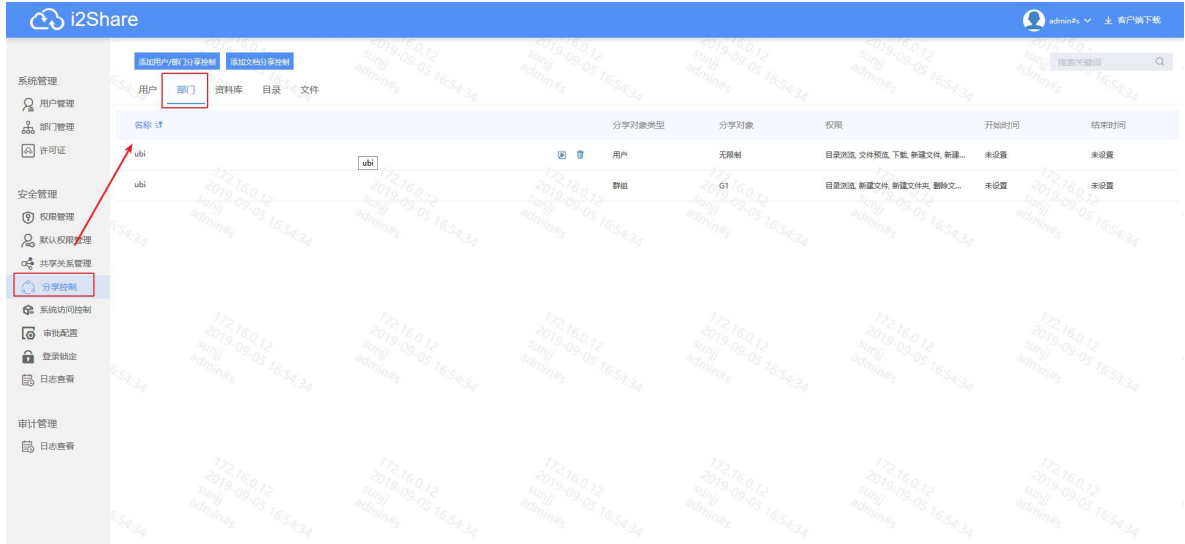 i2Share
admin#s 客户端下载
系统管理
用户管理
部门管理
许可证
安全管理
权限管理
默认权限管理
共享关系管理
分享控制
系统访问控制
审批配置
登录锁定
日志查看
审计管理
日志查看
添加用户/部门分享控制 添加文档分享控制
搜索关键词
用户 部门 资料库 目录 文件
名称 分享对象类型 分享对象 权限 开始时间 结束时间
ubi 用户 无限制 目录浏览, 文件预览, 下载, 新建文件, 新建... 未设置 未设置
ubi
ubi 群组 G1 目录浏览, 新建文件, 新建文件夹, 删除文... 未设置 未设置
172.16.0.12
2019-09-05 16:54:34
sunjj
admin#s